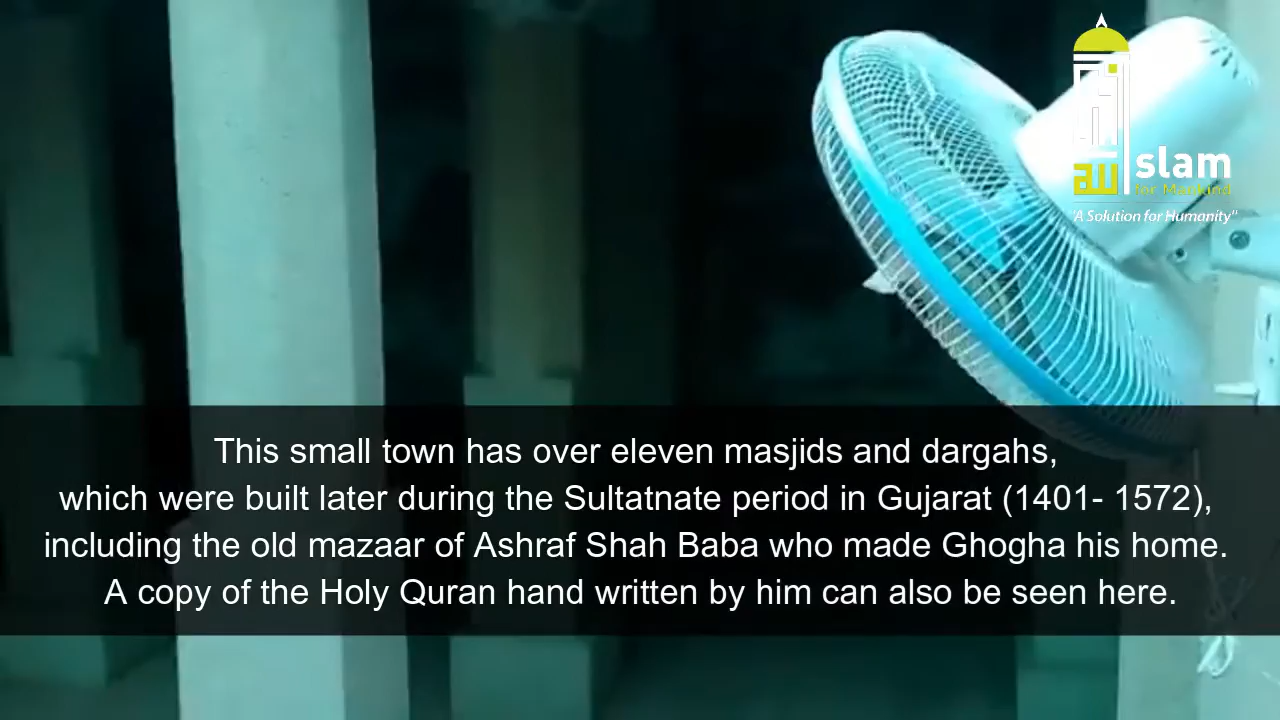 slam
for Mankind
"A Solution for Humanity"
This small town has over eleven masjids and dargahs,
which were built later during the Sultatnate period in Gujarat (1401- 1572),
including the old mazaar of Ashraf Shah Baba who made Ghogha his home.
A copy of the Holy Quran hand written by him can also be seen here.